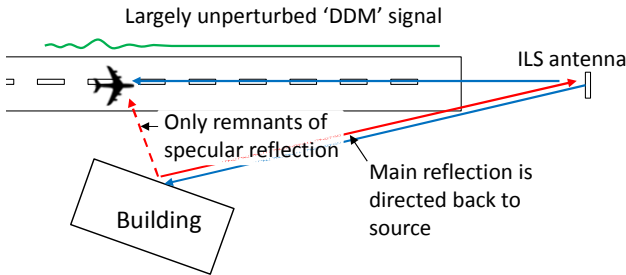 Largely unperturbed ‘DDM’ signal
ILS antenna
Only remnants of
specular reflection
Main reflection is
directed back to
source
Building